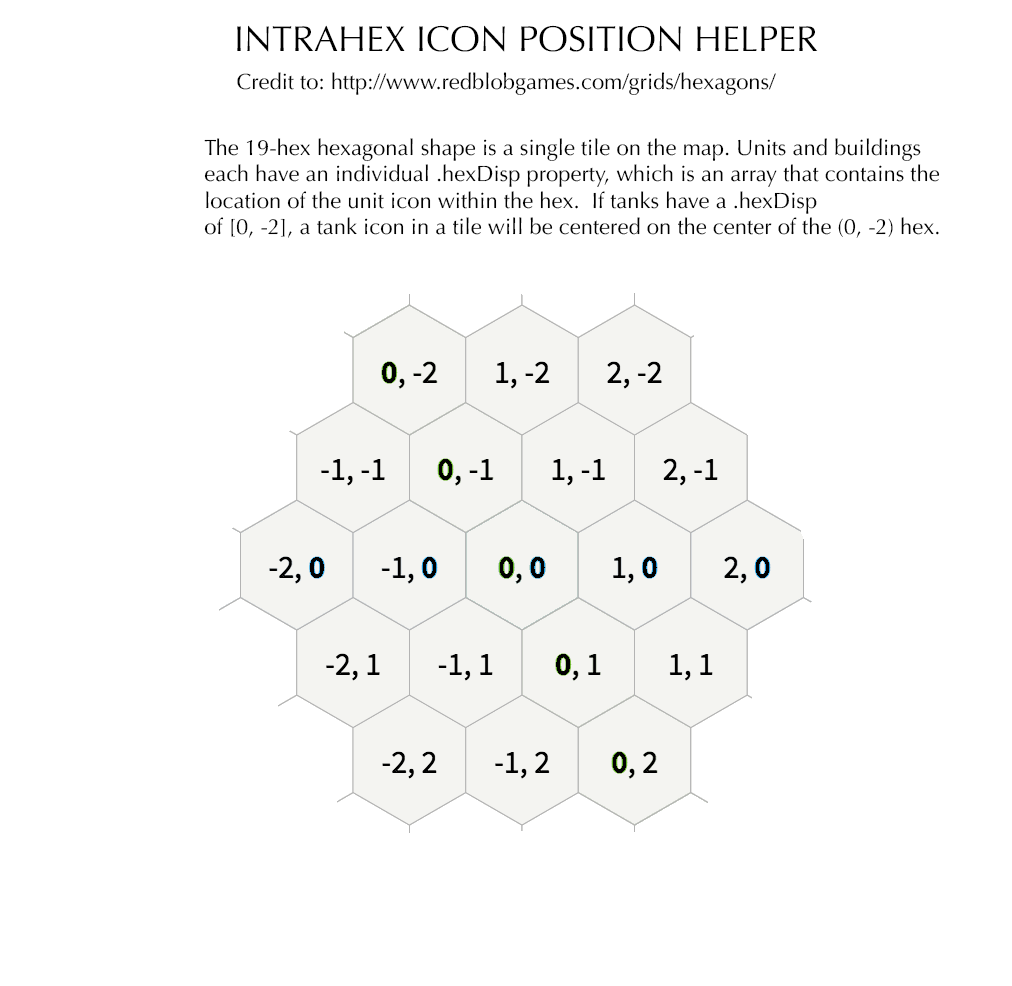 INTRAHEX ICON POSITION HELPER
Credit to: http://www.redblobgames.com/grids/hexagons/
The 19-hex hexagonal shape is a single tile on the map. Units and buildings
each have an individual .hexDisp property, which is an array that contains the
location of the unit icon within the hex.  If tanks have a .hexDisp
of [0, -2], a tank icon in a tile will be centered on the center of the (0, -2) hex.
0, -2 1, -2 2, -2
-1, -1 0, -1 1, -1 2, -1
-2, 0 -1, 0 0, 0 1, 0 2, 0
-2, 1 -1, 1 0, 1 1, 1
-2, 2 -1, 2 0, 2